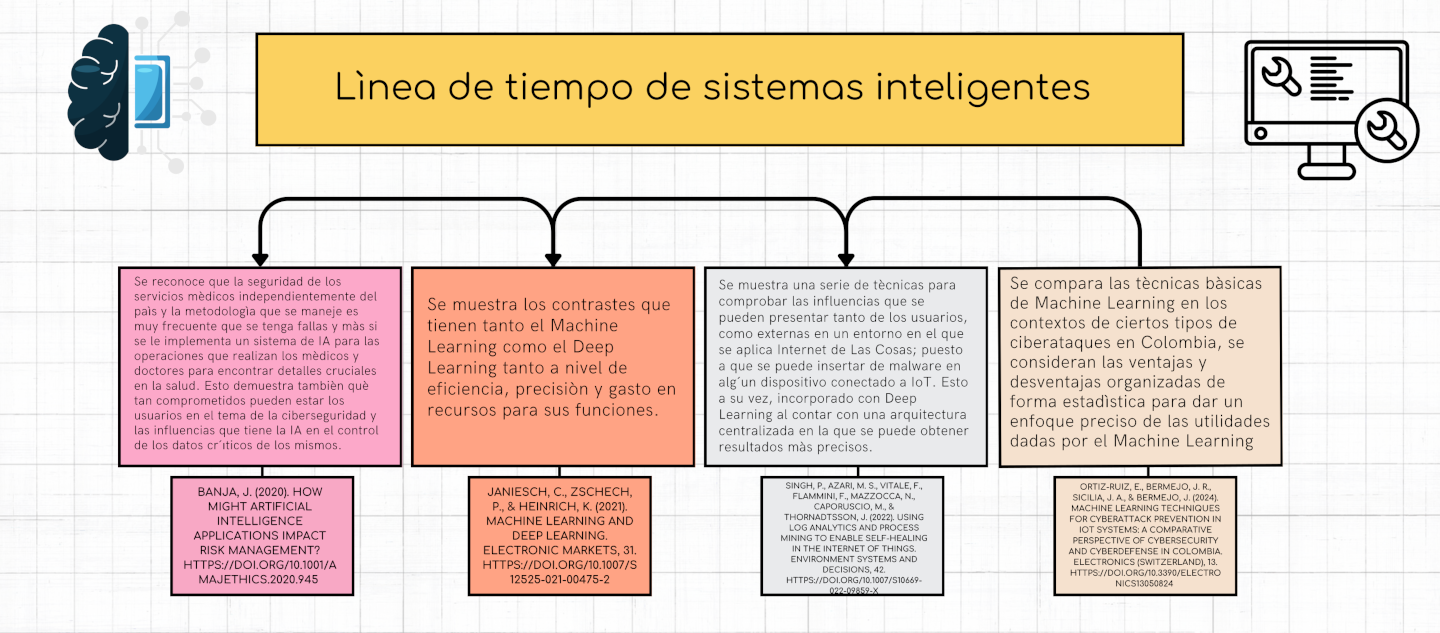 Lìnea de tiempo de sistemas inteligentes
Se reconoce que la seguridad de los
servicios mèdicos independientemente del
paìs y la metodologìa que se maneje es
muy frecuente que se tenga fallas y màs si
se le implementa un sistema de IA para las
operaciones que realizan los mèdicos y
doctores para encontrar detalles cruciales
en la salud. Esto demuestra tambièn què
tan comprometidos pueden estar los
usuarios en el tema de la ciberseguridad y
las influencias que tiene la IA en el control
de los datos cr´ıticos de los mismos.
BANJA, J. (2020). HOW
MIGHT ARTIFICIAL
INTELLIGENCE
APPLICATIONS IMPACT
RISK MANAGEMENT?
HTTPS://DOI.ORG/10.1001/A
MAJETHICS.2020.945
Se muestra los contrastes que
tienen tanto el Machine
Learning como el Deep
Learning tanto a nivel de
eficiencia, precisiòn y gasto en
recursos para sus funciones.
JANIESCH, C., ZSCHECH,
P., & HEINRICH, K. (2021).
MACHINE LEARNING AND
DEEP LEARNING.
ELECTRONIC MARKETS, 31.
HTTPS://DOI.ORG/10.1007/S
12525-021-00475-2
Se muestra una serie de tècnicas para
comprobar las influencias que se
pueden presentar tanto de los usuarios,
como externas en un entorno en el que
se aplica Internet de Las Cosas; puesto
a que se puede insertar de malware en
alg´un dispositivo conectado a IoT. Esto
a su vez, incorporado con Deep
Learning al contar con una arquitectura
centralizada en la que se puede obtener
resultados màs precisos.
SINGH, P., AZARI, M. S., VITALE, F.,
FLAMMINI, F., MAZZOCCA, N.,
CAPORUSCIO, M., &
THORNADTSSON, J. (2022). USING
LOG ANALYTICS AND PROCESS
MINING TO ENABLE SELF-HEALING
IN THE INTERNET OF THINGS.
ENVIRONMENT SYSTEMS AND
DECISIONS, 42.
HTTPS://DOI.ORG/10.1007/S10669-
022-09859-X
Se compara las tècnicas bàsicas
de Machine Learning en los
contextos de ciertos tipos de
ciberataques en Colombia, se
consideran las ventajas y
desventajas organizadas de
forma estadìstica para dar un
enfoque preciso de las utilidades
dadas por el Machine Learning
ORTIZ-RUIZ, E., BERMEJO, J. R.,
SICILIA, J. A., & BERMEJO, J. (2024).
MACHINE LEARNING TECHNIQUES
FOR CYBERATTACK PREVENTION IN
IOT SYSTEMS: A COMPARATIVE
PERSPECTIVE OF CYBERSECURITY
AND CYBERDEFENSE IN COLOMBIA.
ELECTRONICS (SWITZERLAND), 13.
HTTPS://DOI.ORG/10.3390/ELECTRO
NICS13050824